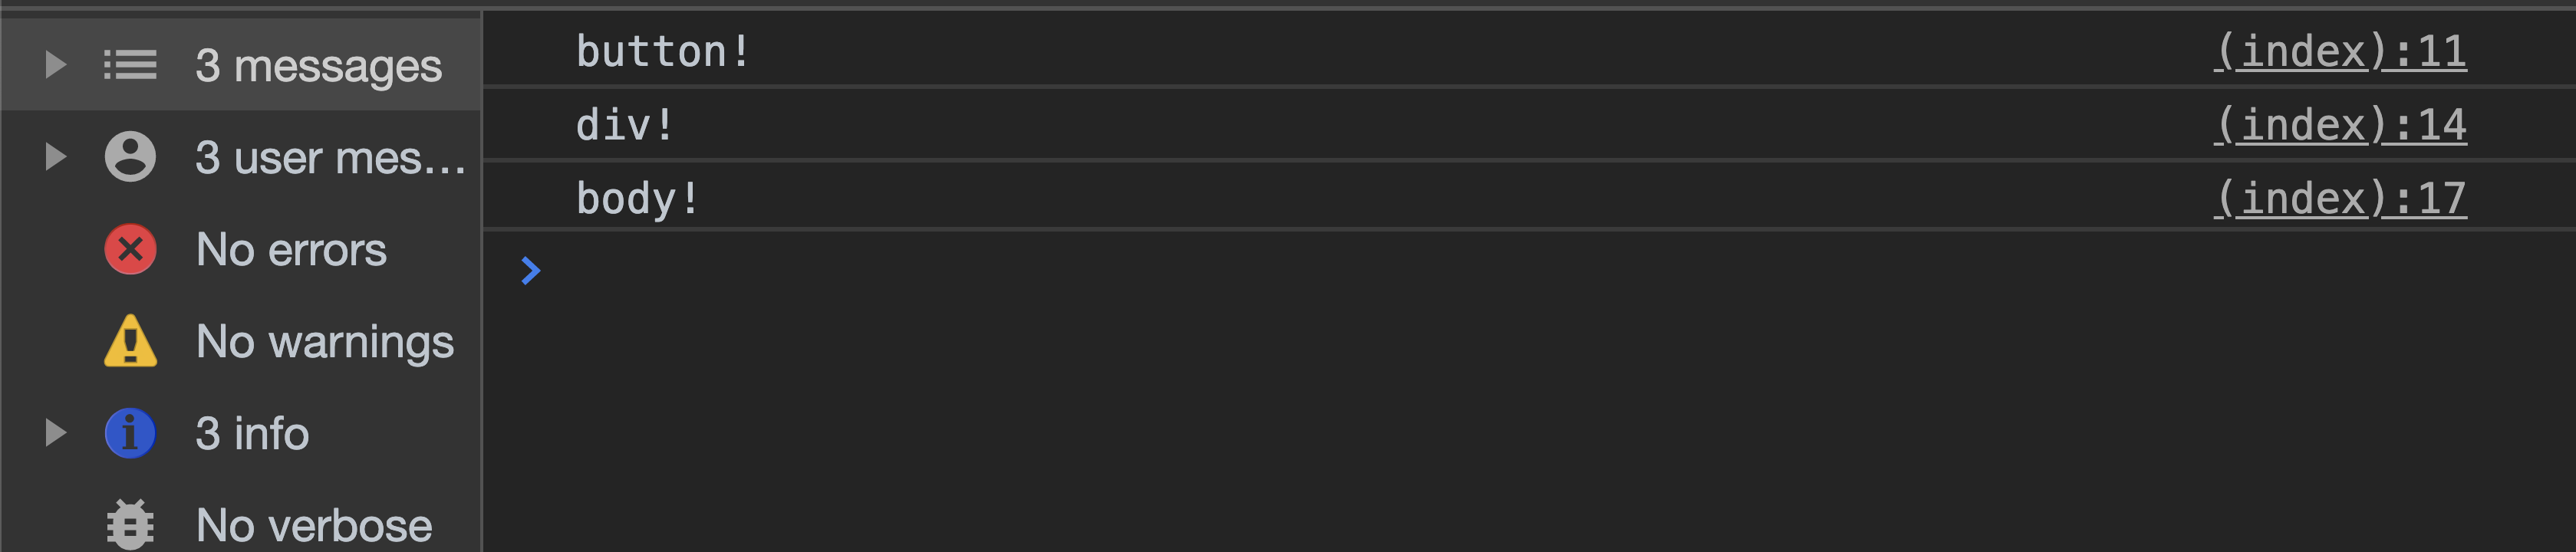 3 messages
3 user mes…
No errors
No warnings
3 info
No verbose
button! (index):11
div! (index):14
body! (index):17